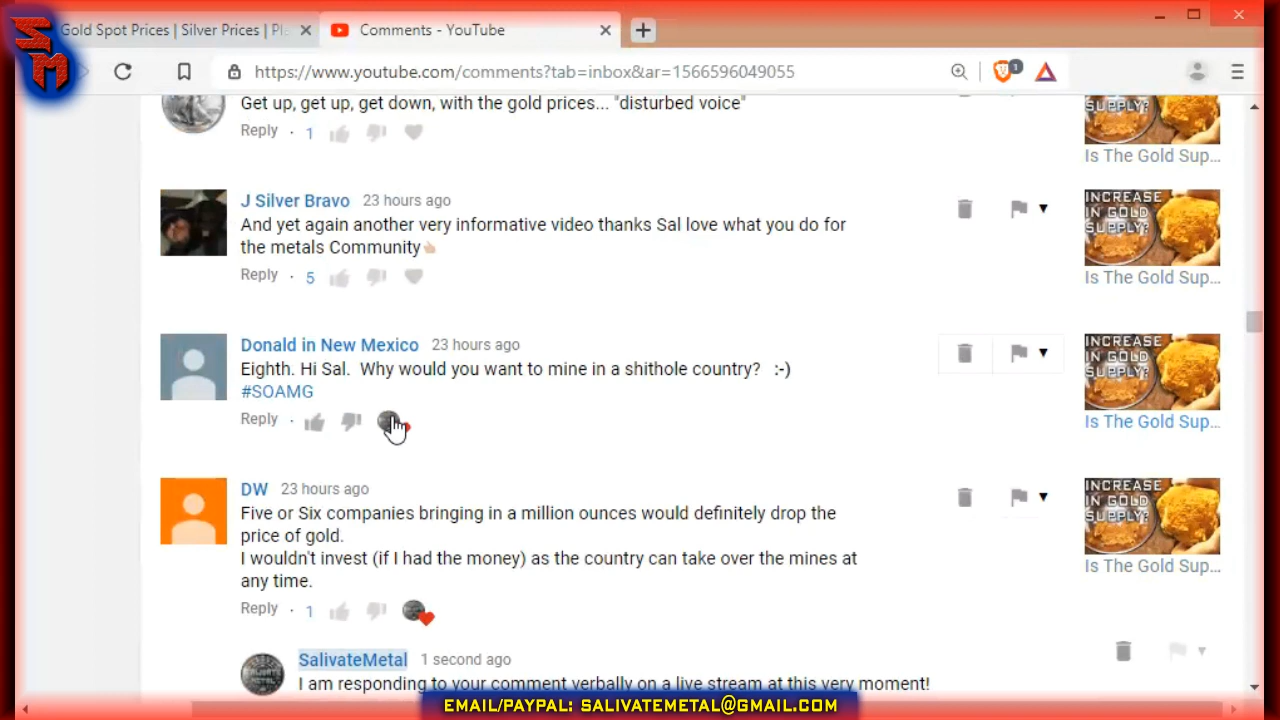 SM
Gold Spot Prices | Silver Prices | Pl
Comments - YouTube
https://www.youtube.com/comments?tab=inbox&ar=1566596049055
1
Get up, get up, get down, with the gold prices... "disturbed voice"
Reply · 1
SUPPLY?
Is The Gold Sup...
J Silver Bravo 23 hours ago
And yet again another very informative video thanks Sal love what you do for
the metals Community👆🏻
Reply · 5
INCREASE
IN GOLD
SUPPLY?
Is The Gold Sup...
Donald in New Mexico 23 hours ago
Eighth. Hi Sal.  Why would you want to mine in a shithole country?   :-)
#SOAMG
Reply ·
INCREASE
IN GOLD
SUPPLY?
Is The Gold Sup...
DW 23 hours ago
Five or Six companies bringing in a million ounces would definitely drop the
price of gold.
I wouldn't invest (if I had the money) as the country can take over the mines at
any time.
Reply · 1
INCREASE
IN GOLD
SUPPLY?
Is The Gold Sup...
SalivateMetal 1 second ago
I am responding to your comment verbally on a live stream at this very moment!
EMAIL/PAYPAL: SALIVATEMETAL@GMAIL.COM